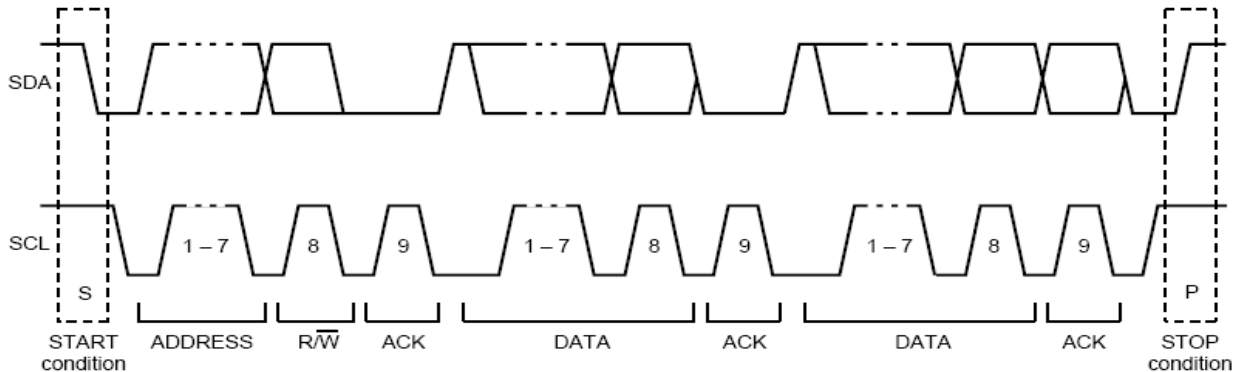 SDA
SCL
1 – 7
8
9
1 – 7
8
9
1 – 7
8
9
S
P
START
condition
ADDRESS
R/W̅
ACK
DATA
ACK
DATA
ACK
STOP
condition